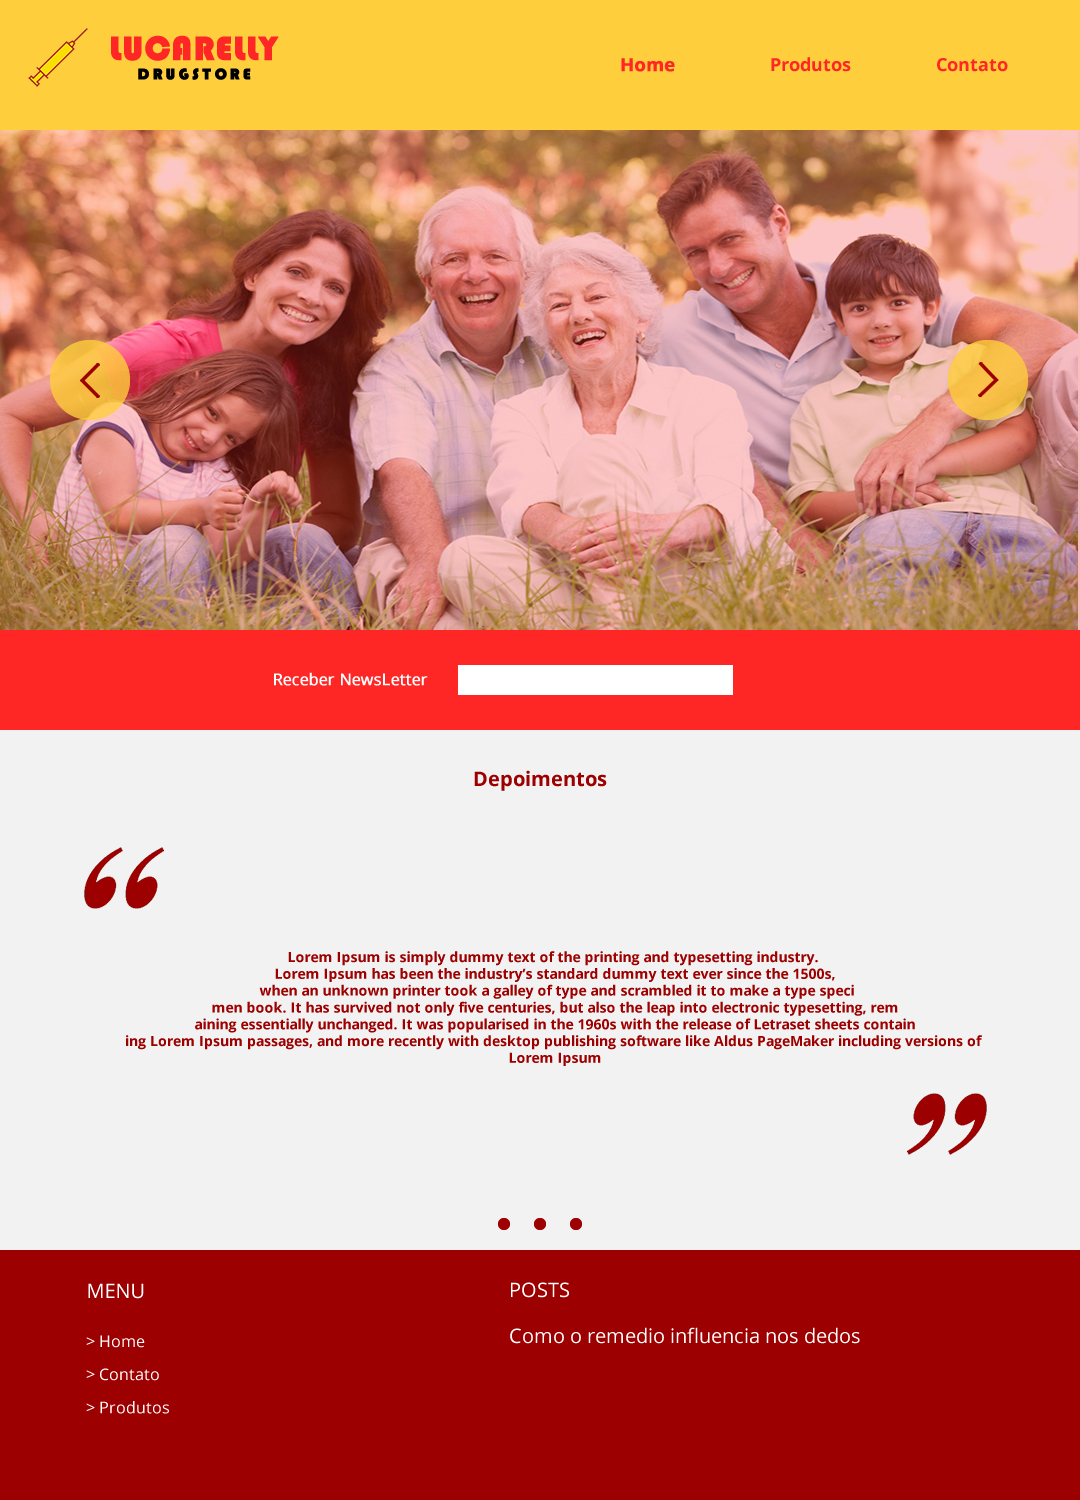 LUCARELLY
DRUGSTORE
Home
Produtos
Contato
Receber NewsLetter
Depoimentos
“
Lorem Ipsum is simply dummy text of the printing and typesetting industry.
Lorem Ipsum has been the industry’s standard dummy text ever since the 1500s,
when an unknown printer took a galley of type and scrambled it to make a type speci
men book. It has survived not only five centuries, but also the leap into electronic typesetting, rem
aining essentially unchanged. It was popularised in the 1960s with the release of Letraset sheets contain
ing Lorem Ipsum passages, and more recently with desktop publishing software like Aldus PageMaker including versions of
Lorem Ipsum
”
MENU
> Home
> Contato
> Produtos
POSTS
Como o remedio influencia nos dedos